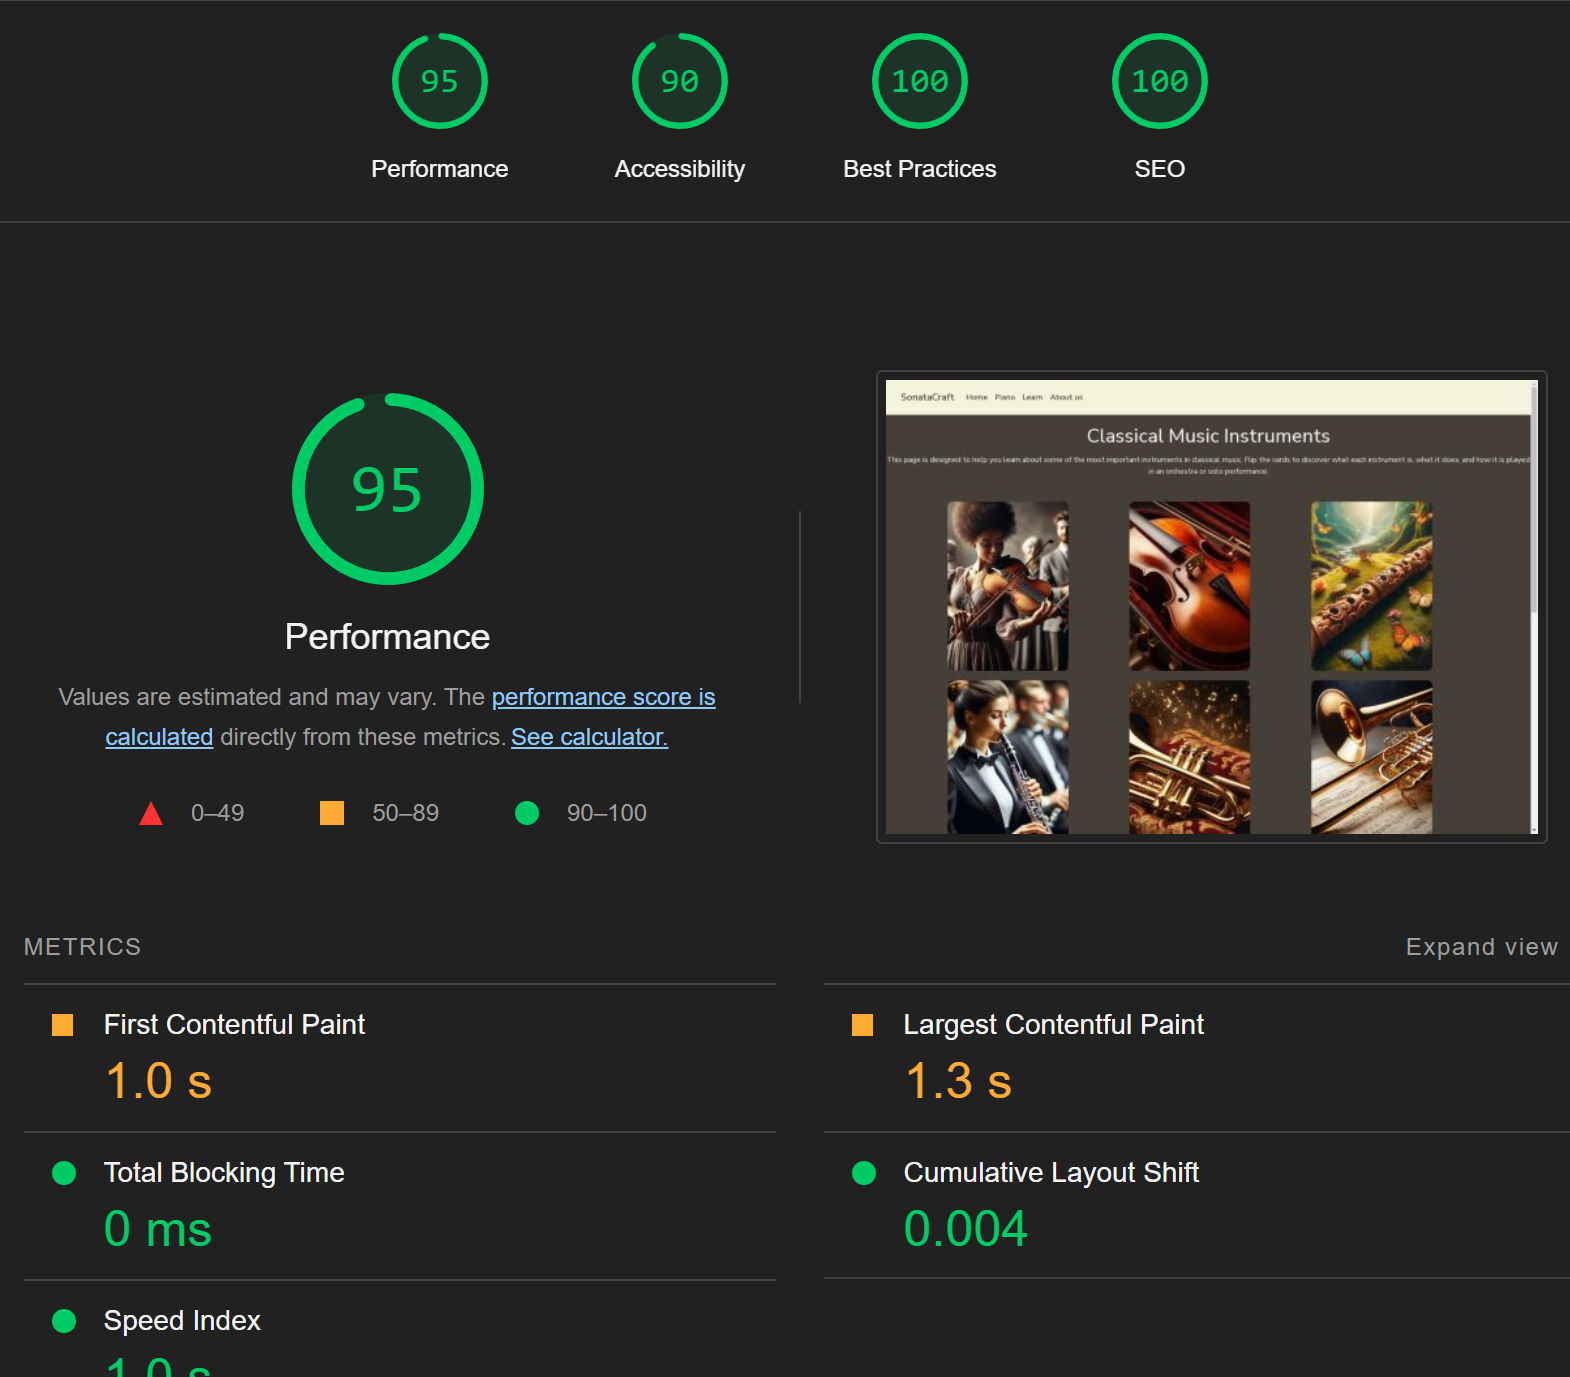 95
90
100
100
Performance
Accessibility
Best Practices
SEO
95
Performance
Values are estimated and may vary. The performance score is
calculated directly from these metrics. See calculator.
0–49
50–89
90–100
SonataCraft Home Piano Learn About us
Classical Music Instruments
This page is designed to help you learn about some of the most important instruments in classical music. Flip the cards to discover what each instrument is, what it does, and how it is played
in an orchestra or solo performance.
METRICS
Expand view
First Contentful Paint
1.0 s
Largest Contentful Paint
1.3 s
Total Blocking Time
0 ms
Cumulative Layout Shift
0.004
Speed Index
1.0 s